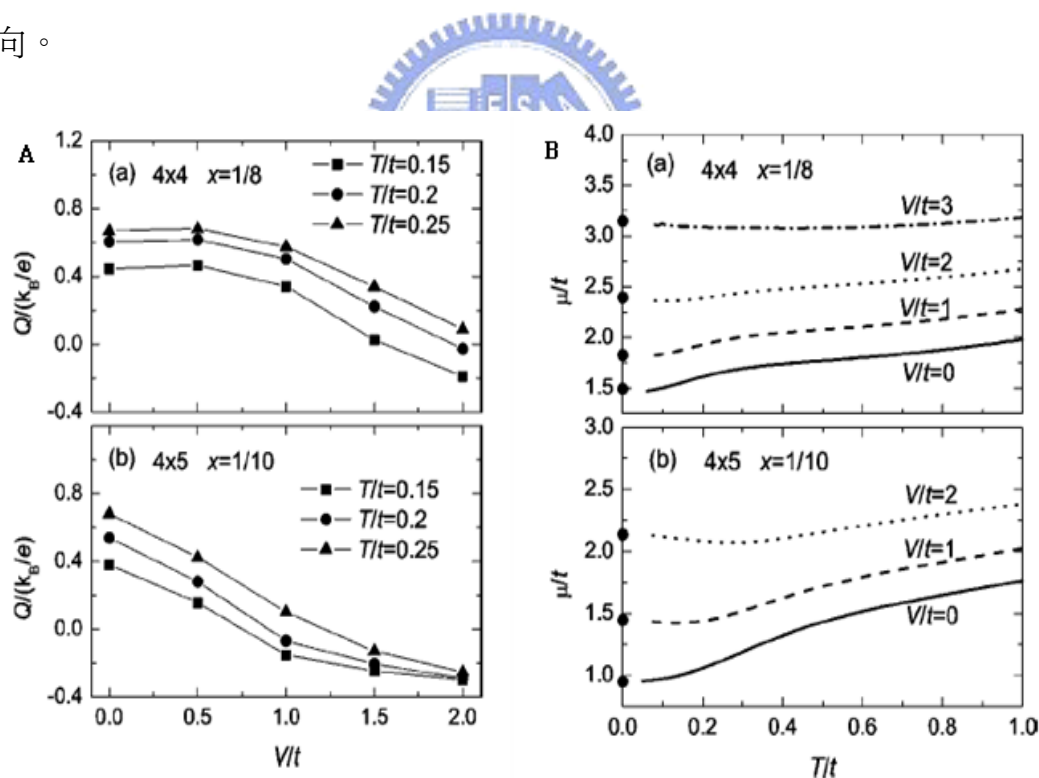 向。
ES
A
B
(a) 4x4 x=1/8
T/t=0.15
T/t=0.2
T/t=0.25
Q/(k_B/e)
1.2
0.8
0.4
0.0
-0.4
(b) 4x5 x=1/10
T/t=0.15
T/t=0.2
T/t=0.25
Q/(k_B/e)
0.8
0.4
0.0
-0.4
0.0 0.5 1.0 1.5 2.0
V/t
(a) 4x4 x=1/8
V/t=3
V/t=2
V/t=1
V/t=0
μ/t
4.0
3.5
3.0
2.5
2.0
1.5
(b) 4x5 x=1/10
V/t=2
V/t=1
V/t=0
μ/t
3.0
2.5
2.0
1.5
1.0
0.0 0.2 0.4 0.6 0.8 1.0
T/t